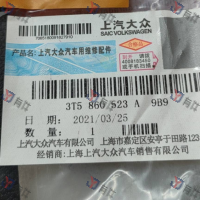 上汽大众
SAIC VOLKSWAGEN
产品名：上汽大众汽车用维修配件
3T5 860 523 A 9B9
数 量： 1
日 期： 2021/03/25
上汽大众汽车有限公司 上海市嘉定区安亭于田路123
经销商：上海上汽大众汽车销售有限公司